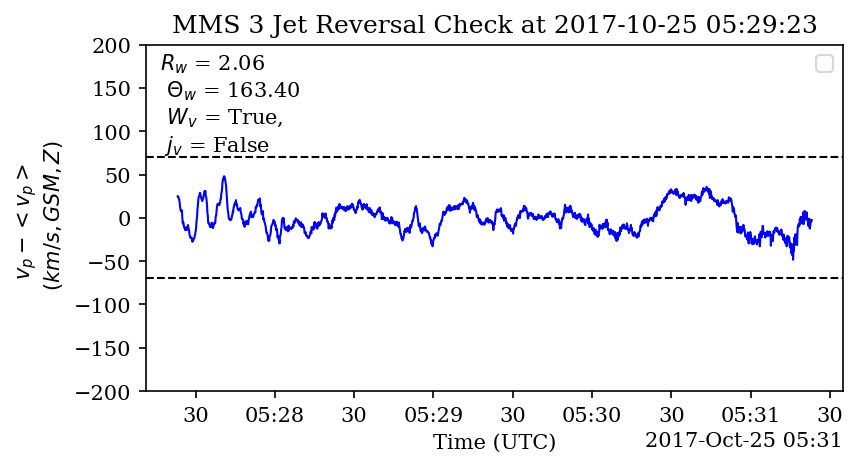 MMS 3 Jet Reversal Check at 2017-10-25 05:29:23
200
150
100
50
0
−50
−100
−150
−200
v_p − < v_p >
(km/s, GSM, Z)
R_w = 2.06
Θ_w = 163.40
W_v = True,
j_v = False
30 05:28 30 05:29 30 05:30 30 05:31 30
Time (UTC)
2017-Oct-25 05:31